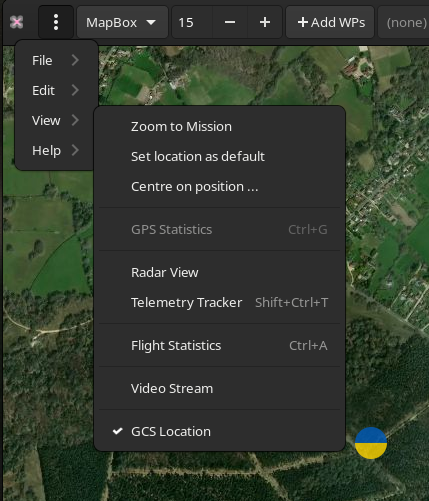 MapBox 15 − + + Add WPs (none)
File
Edit
View
Help
Zoom to Mission
Set location as default
Centre on position ...
GPS Statistics Ctrl+G
Radar View
Telemetry Tracker Shift+Ctrl+T
Flight Statistics Ctrl+A
Video Stream
GCS Location